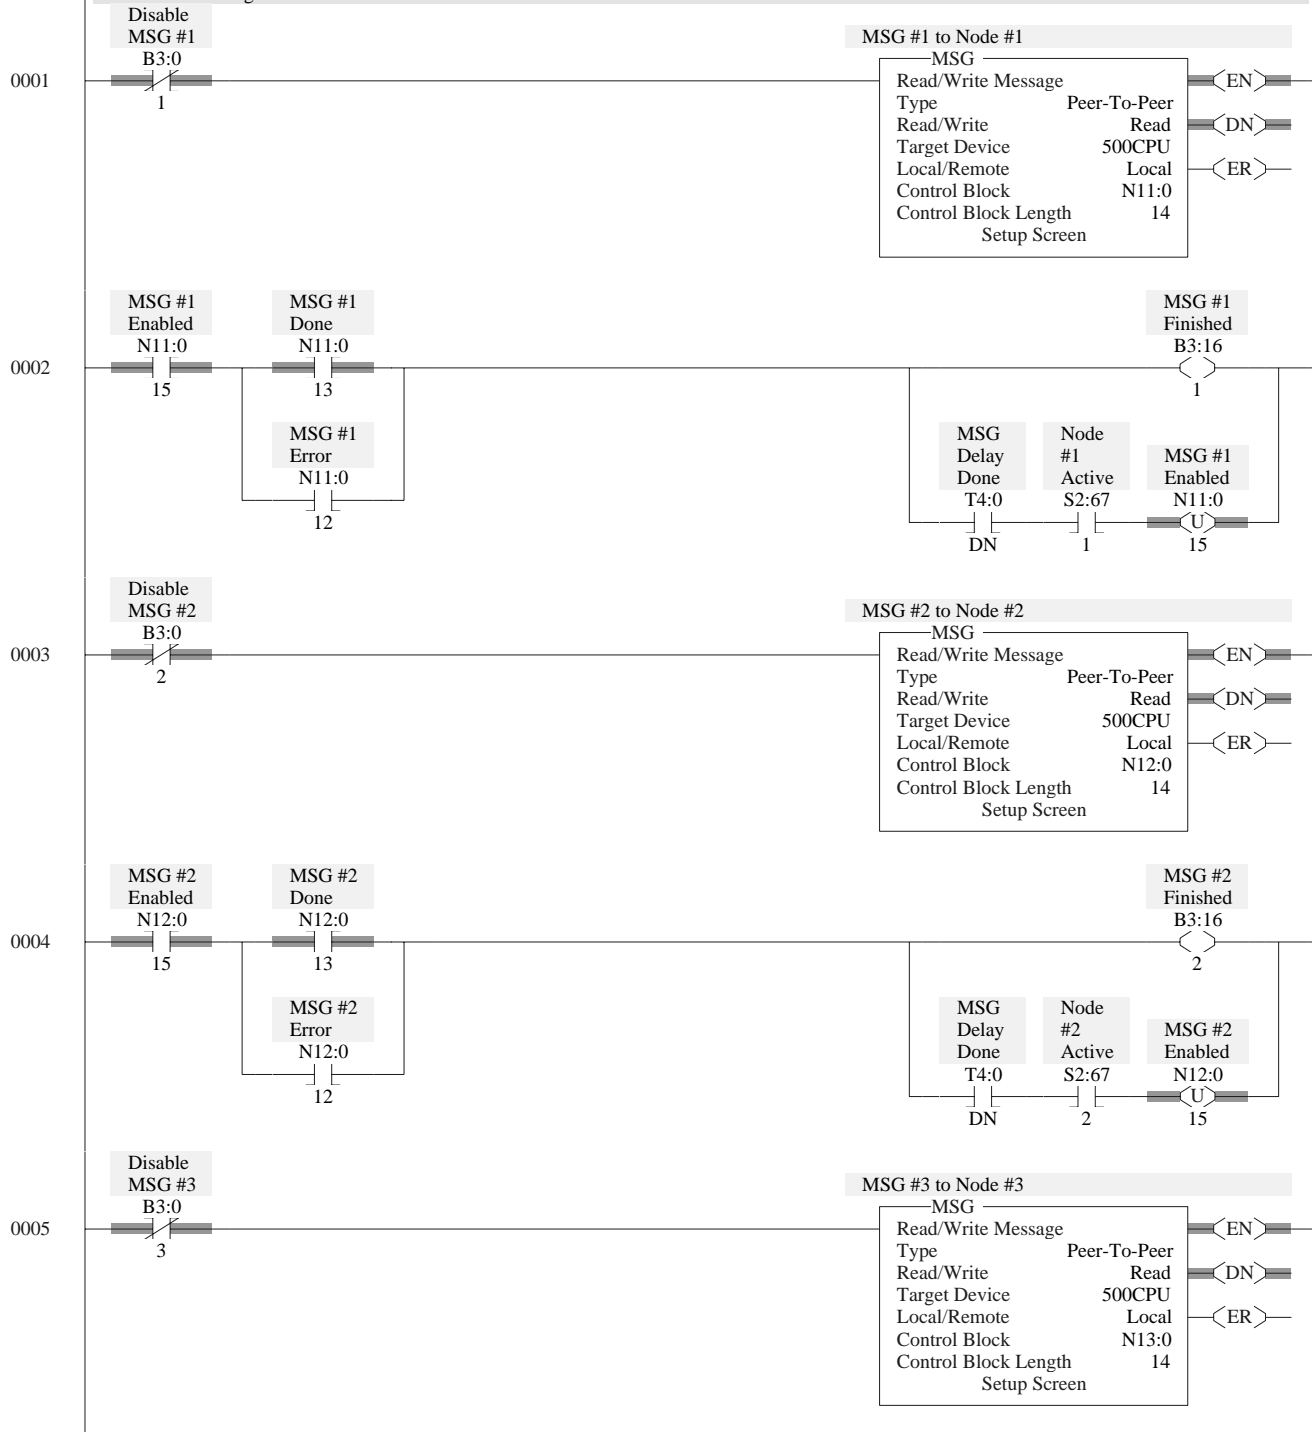 Disable
MSG #1
B3:0
1
0001
MSG #1 to Node #1
MSG
Read/Write Message
Type Peer-To-Peer
Read/Write Read
Target Device 500CPU
Local/Remote Local
Control Block N11:0
Control Block Length 14
Setup Screen
EN
DN
ER
0002
MSG #1
Enabled
N11:0
15
MSG #1
Done
N11:0
13
MSG #1
Error
N11:0
12
MSG #1
Finished
B3:16
1
MSG
Delay
Done
T4:0
DN
Node
#1
Active
S2:67
1
MSG #1
Enabled
N11:0
U
15
Disable
MSG #2
B3:0
2
0003
MSG #2 to Node #2
MSG
Read/Write Message
Type Peer-To-Peer
Read/Write Read
Target Device 500CPU
Local/Remote Local
Control Block N12:0
Control Block Length 14
Setup Screen
EN
DN
ER
0004
MSG #2
Enabled
N12:0
15
MSG #2
Done
N12:0
13
MSG #2
Error
N12:0
12
MSG #2
Finished
B3:16
2
MSG
Delay
Done
T4:0
DN
Node
#2
Active
S2:67
2
MSG #2
Enabled
N12:0
U
15
Disable
MSG #3
B3:0
3
0005
MSG #3 to Node #3
MSG
Read/Write Message
Type Peer-To-Peer
Read/Write Read
Target Device 500CPU
Local/Remote Local
Control Block N13:0
Control Block Length 14
Setup Screen
EN
DN
ER